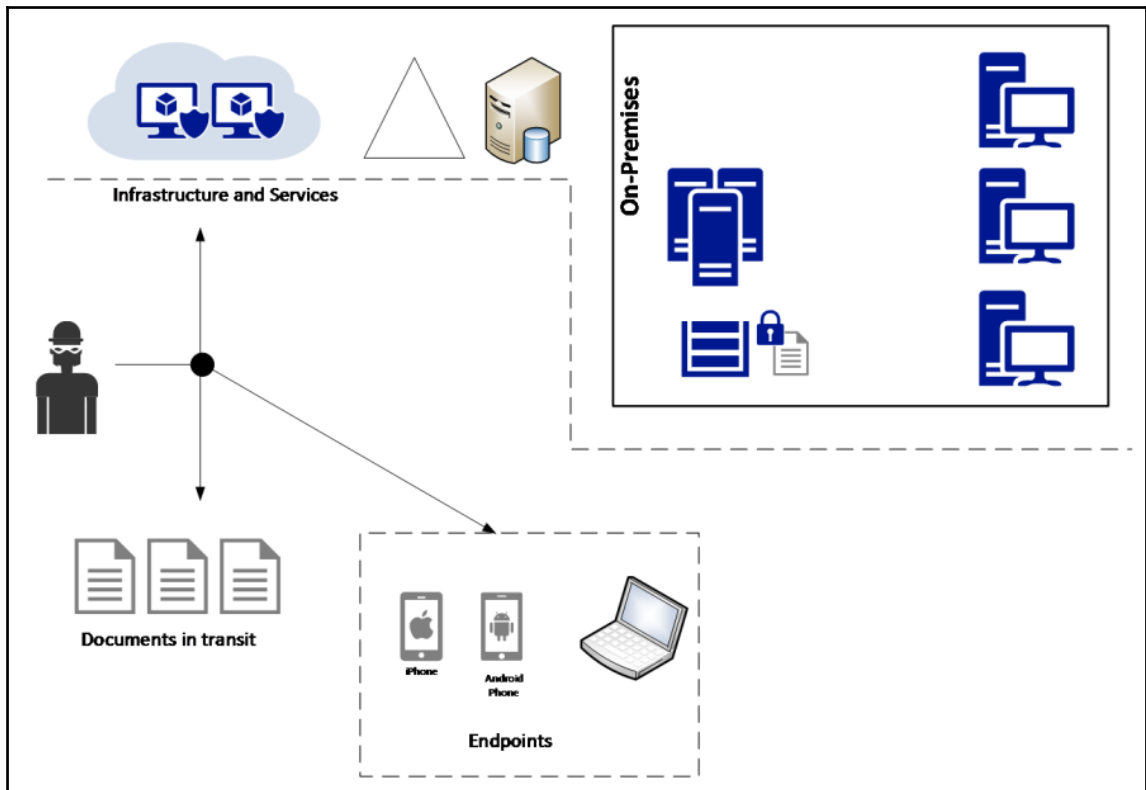 On-Premises
Infrastructure and Services
Documents in transit
iPhone
Android
Phone
Endpoints